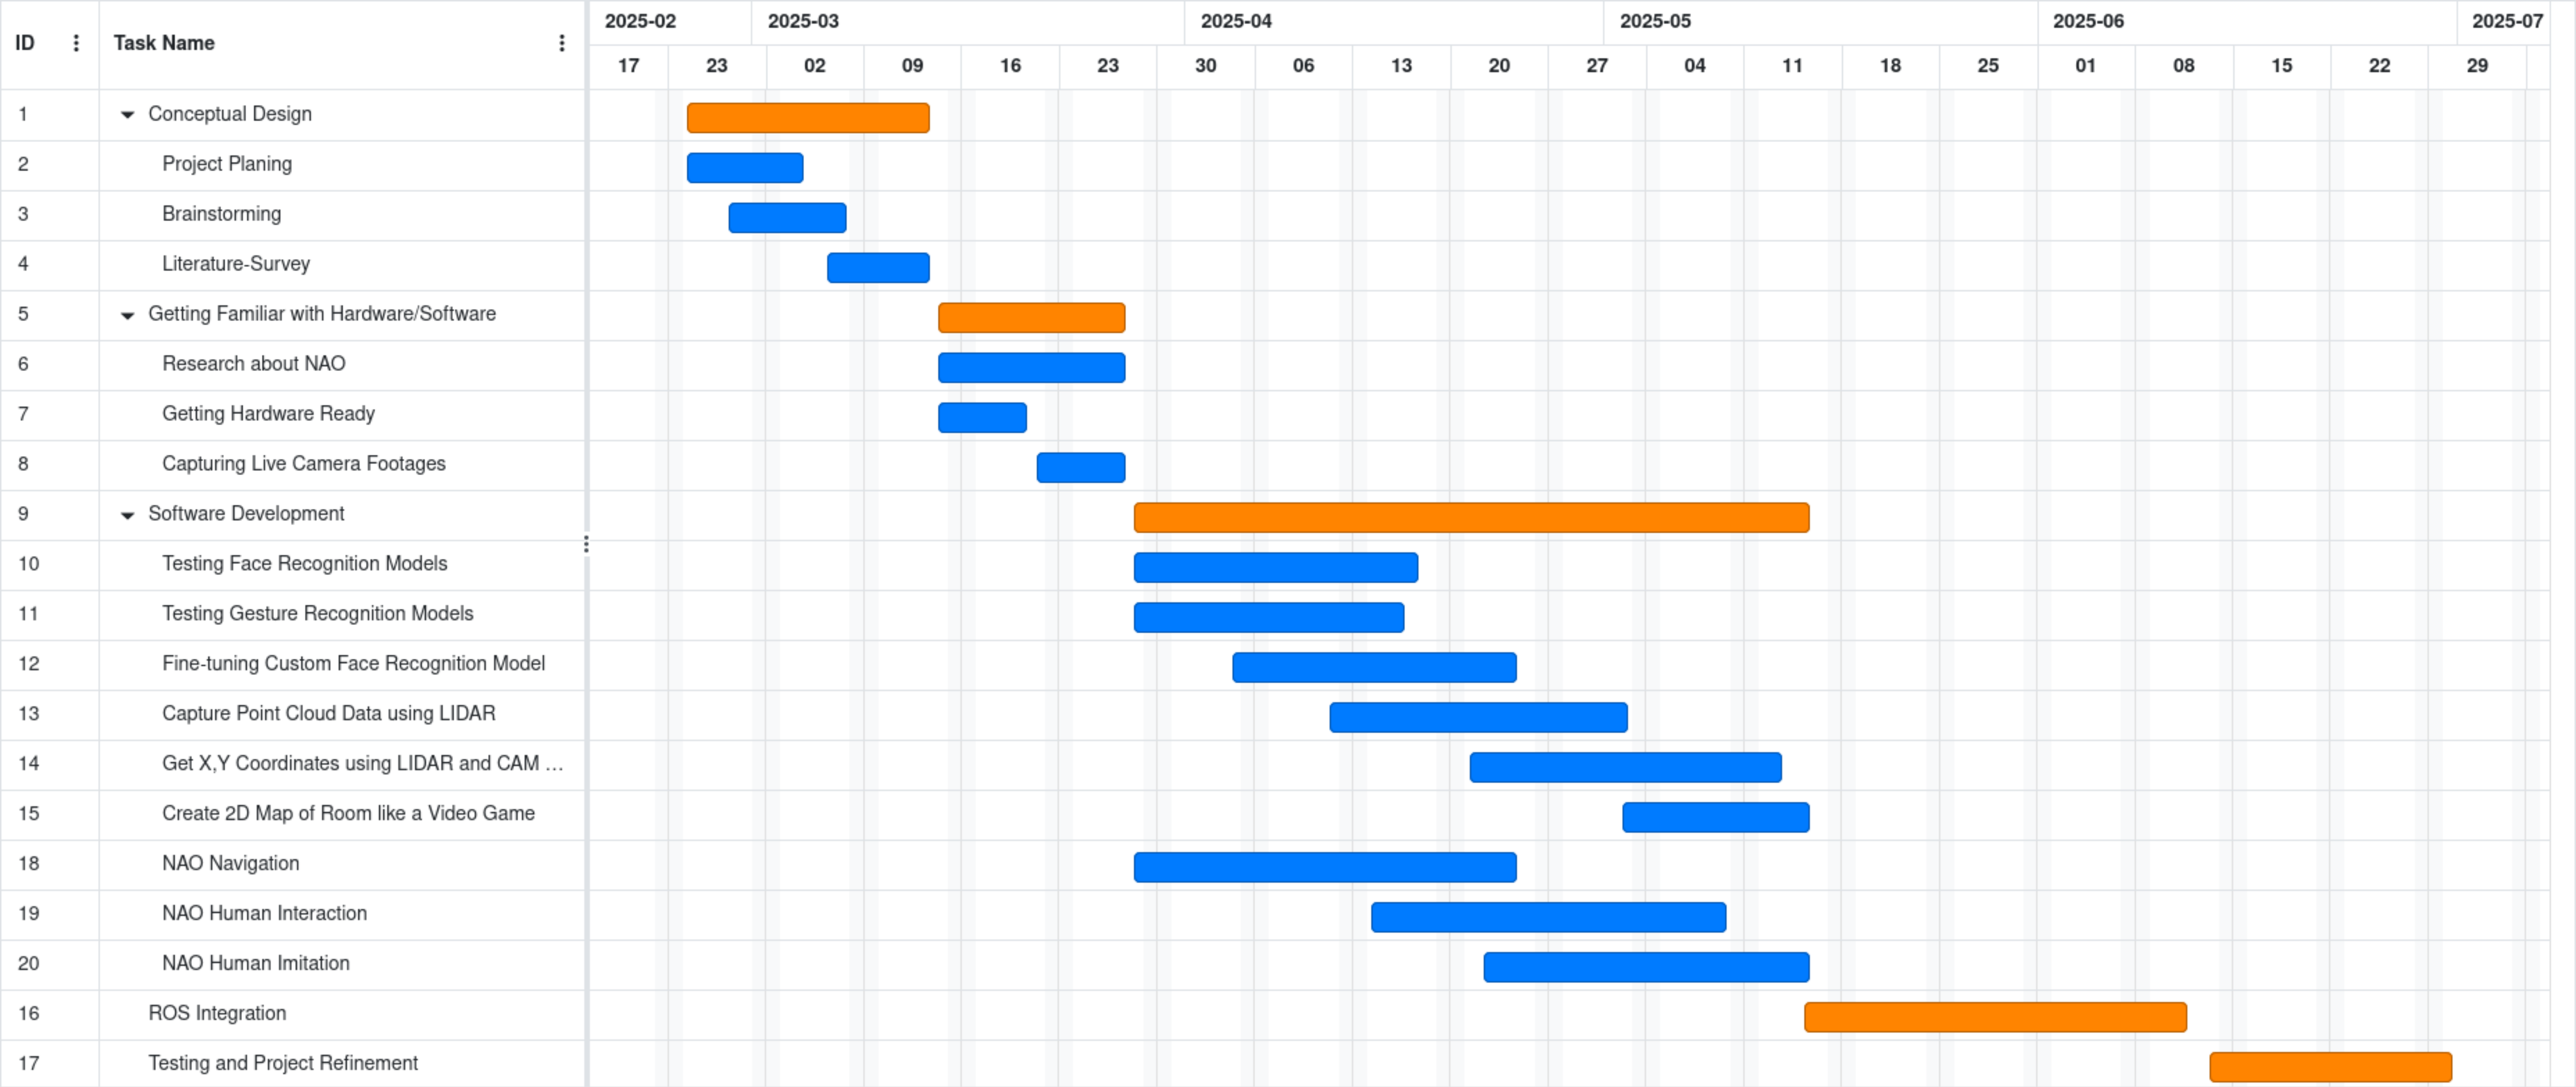 ID Task Name 2025-02 2025-03 2025-04 2025-05 2025-06 2025-07
17 23 02 09 16 23 30 06 13 20 27 04 11 18 25 01 08 15 22 29
1 Conceptual Design
2 Project Planing
3 Brainstorming
4 Literature-Survey
5 Getting Familiar with Hardware/Software
6 Research about NAO
7 Getting Hardware Ready
8 Capturing Live Camera Footages
9 Software Development
10 Testing Face Recognition Models
11 Testing Gesture Recognition Models
12 Fine-tuning Custom Face Recognition Model
13 Capture Point Cloud Data using LIDAR
14 Get X,Y Coordinates using LIDAR and CAM ...
15 Create 2D Map of Room like a Video Game
18 NAO Navigation
19 NAO Human Interaction
20 NAO Human Imitation
16 ROS Integration
17 Testing and Project Refinement